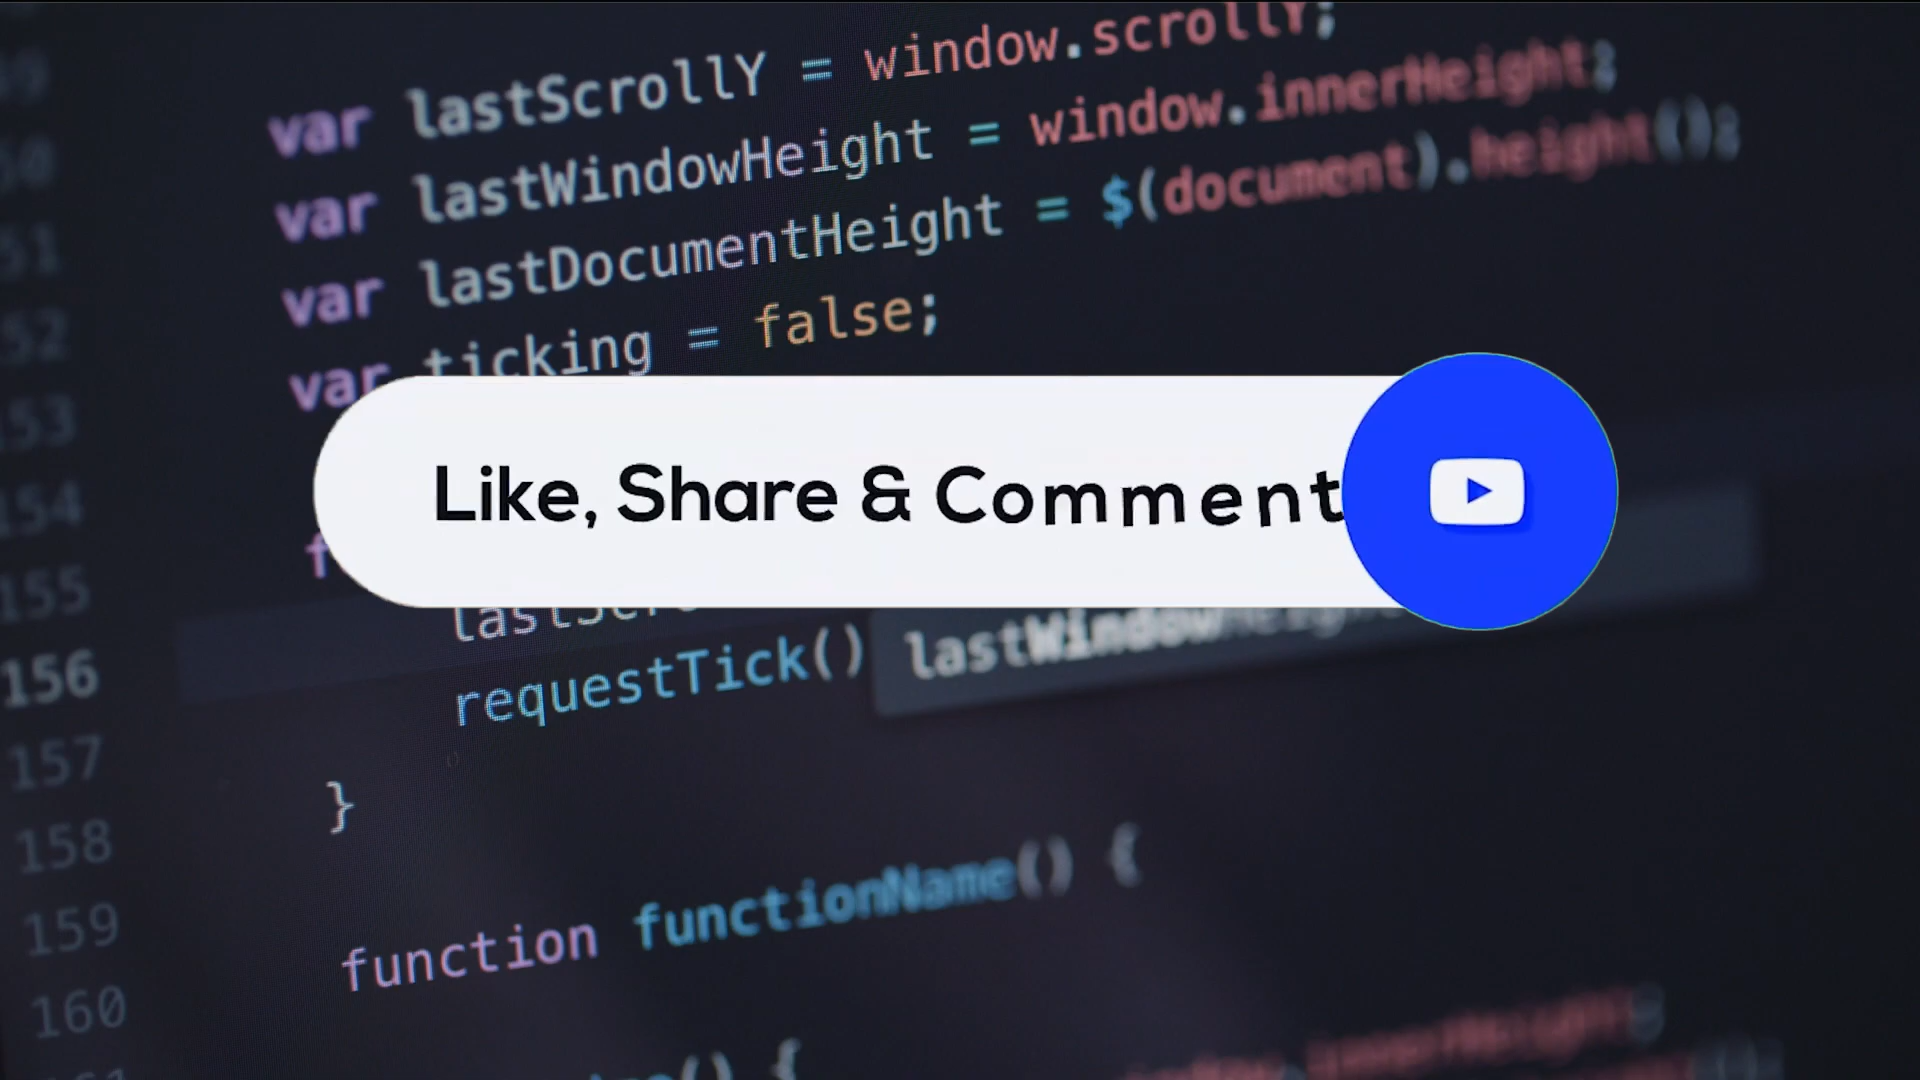 var lastScrollY = window.scrollY;
150
var lastWindowHeight = window.innerHeight;
151
var lastDocumentHeight = $(document).height();
152
var ticking = false;
153
Like, Share & Comment
154
155
156
requestTick() lastWindowHeight
157
}
158
159
function functionName() {
160